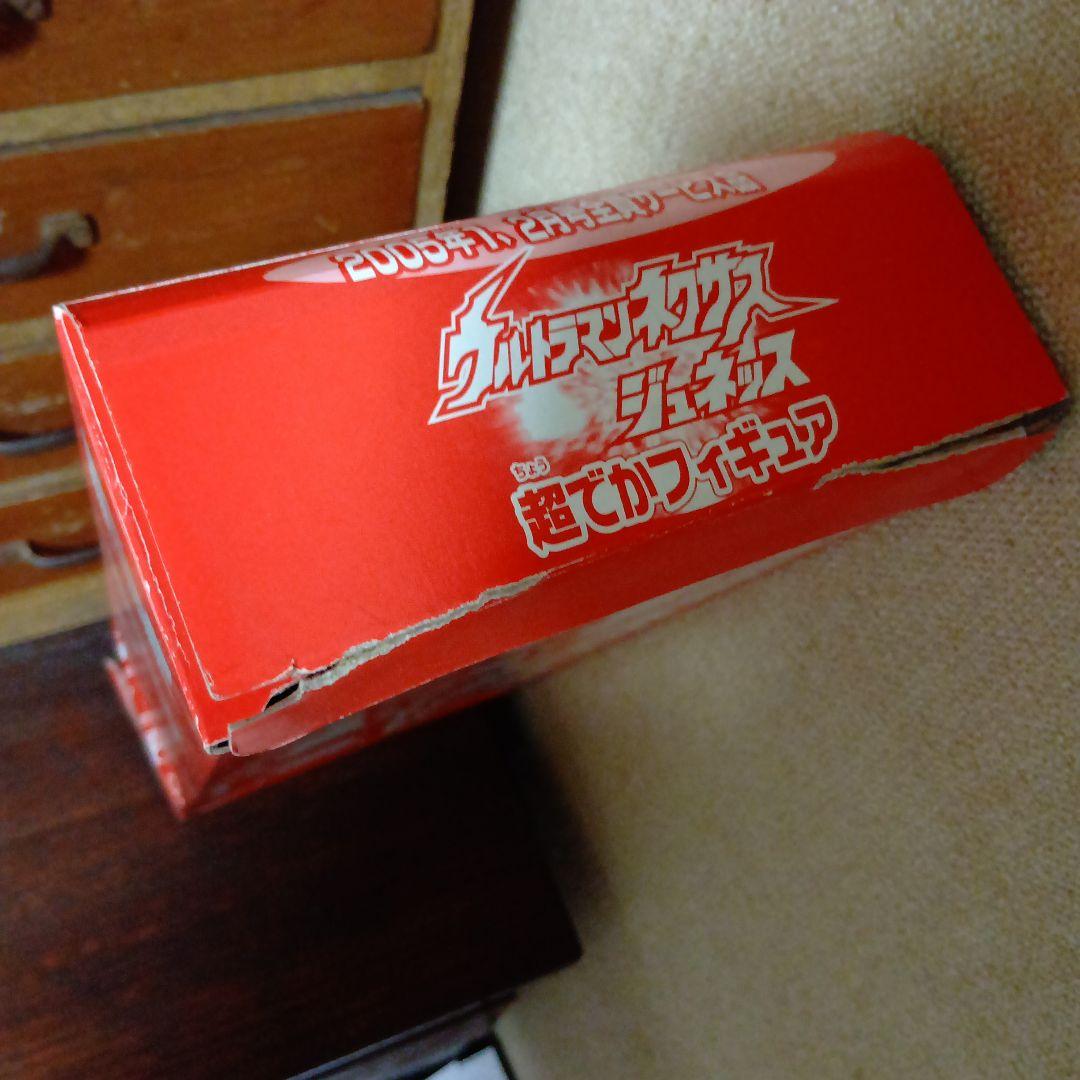 2005年1、2月号全員サービス
ウルトラマンネクサス
ジュネッス
ちょう
超でかフィギュア